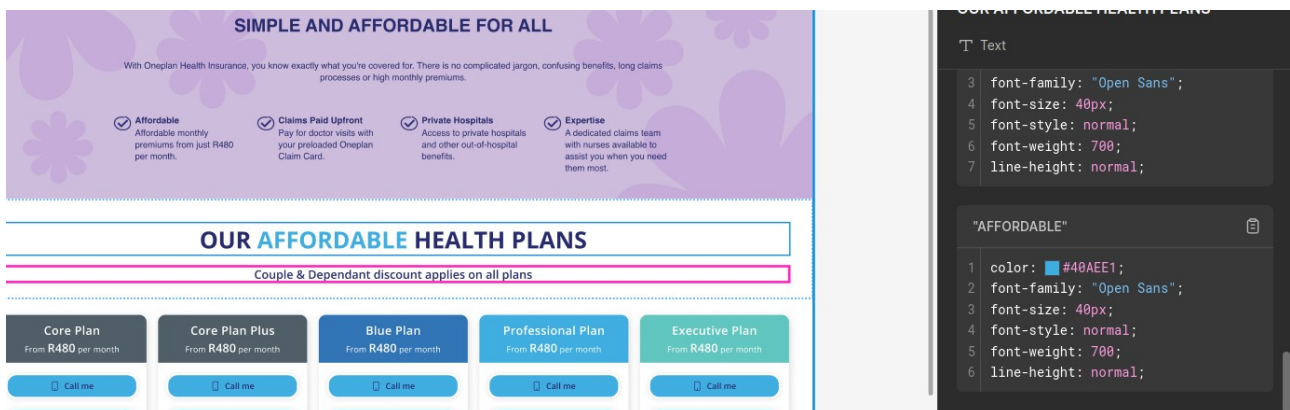 SIMPLE AND AFFORDABLE FOR ALL
With Oneplan Health Insurance, you know exactly what you're covered for. There is no complicated jargon, confusing benefits, long claims
processes or high monthly premiums.
Affordable
Affordable monthly
premiums from just R480
per month.
Claims Paid Upfront
Pay for doctor visits with
your preloaded Oneplan
Claim Card.
Private Hospitals
Access to private hospitals
and other out-of-hospital
benefits.
Expertise
A dedicated claims team
with nurses available to
assist you when you need
them most.
OUR AFFORDABLE HEALTH PLANS
Couple & Dependant discount applies on all plans
Core Plan
From R480 per month
Call me
Core Plan Plus
From R480 per month
Call me
Blue Plan
From R480 per month
Call me
Professional Plan
From R480 per month
Call me
Executive Plan
From R480 per month
Call me
OUR AFFORDABLE HEALTH PLANS
Text
3 font-family: "Open Sans";
4 font-size: 40px;
5 font-style: normal;
6 font-weight: 700;
7 line-height: normal;
"AFFORDABLE"
1 color: #40AEE1;
2 font-family: "Open Sans";
3 font-size: 40px;
4 font-style: normal;
5 font-weight: 700;
6 line-height: normal;